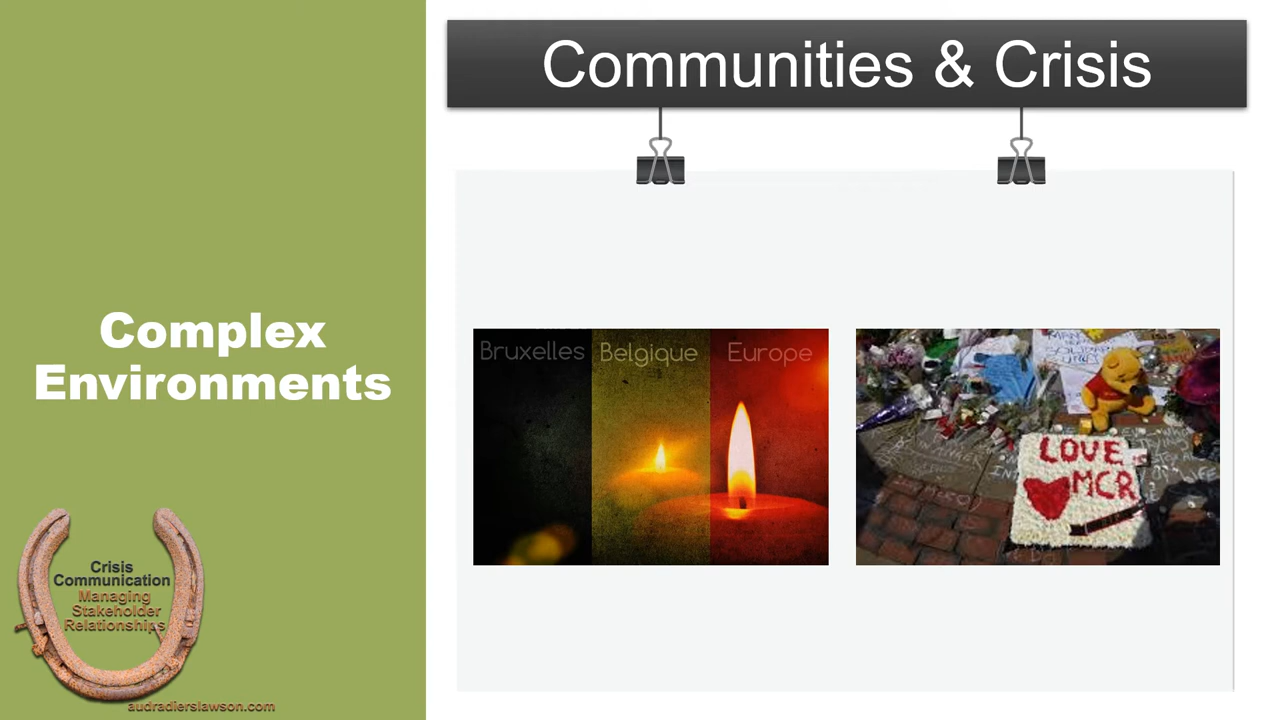 Communities & Crisis
Complex
Environments
Bruxelles Belgique Europe
LOVE
MCR
Crisis
Communication
Managing
Stakeholder
Relationships
audradierslawson.com